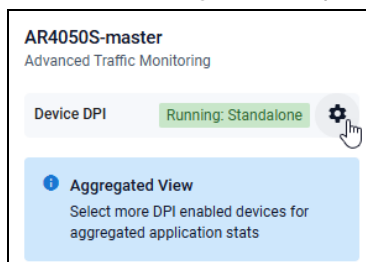 AR4050S-master
Advanced Traffic Monitoring
Device DPI Running: Standalone
Aggregated View
Select more DPI enabled devices for
aggregated application stats